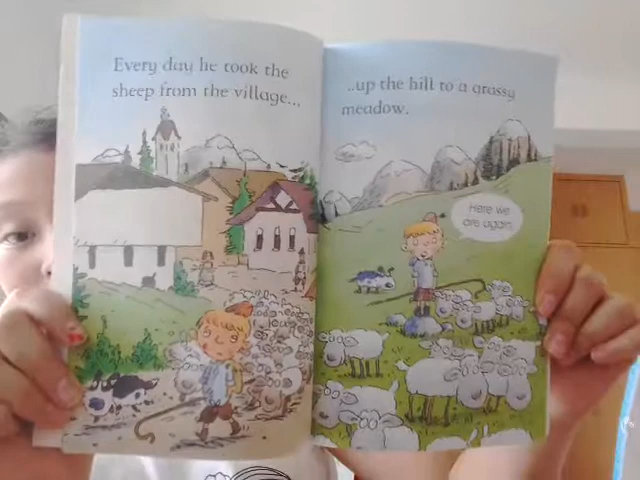 Every day he took the
sheep from the village...
..up the hill to a grassy
meadow.
Here we
are again.